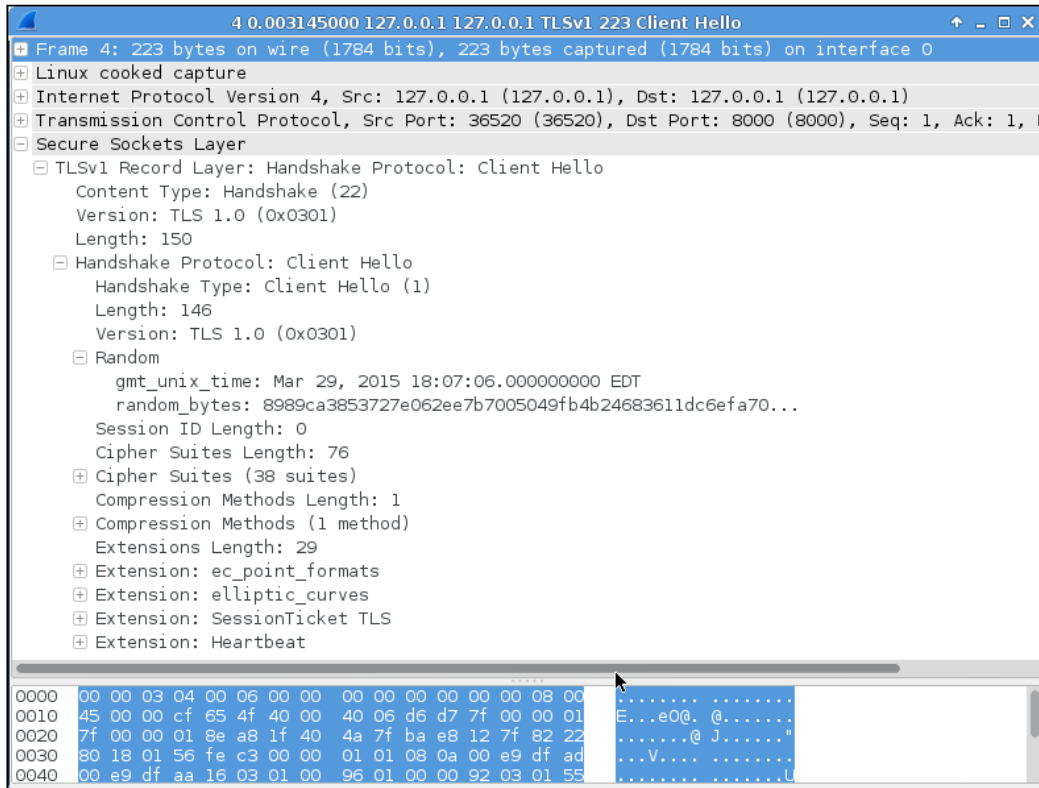 4 0.003145000 127.0.0.1 127.0.0.1 TLSv1 223 Client Hello
Frame 4: 223 bytes on wire (1784 bits), 223 bytes captured (1784 bits) on interface 0
Linux cooked capture
Internet Protocol Version 4, Src: 127.0.0.1 (127.0.0.1), Dst: 127.0.0.1 (127.0.0.1)
Transmission Control Protocol, Src Port: 36520 (36520), Dst Port: 8000 (8000), Seq: 1, Ack: 1,
Secure Sockets Layer
TLSv1 Record Layer: Handshake Protocol: Client Hello
Content Type: Handshake (22)
Version: TLS 1.0 (0x0301)
Length: 150
Handshake Protocol: Client Hello
Handshake Type: Client Hello (1)
Length: 146
Version: TLS 1.0 (0x0301)
Random
gmt_unix_time: Mar 29, 2015 18:07:06.000000000 EDT
random_bytes: 8989ca3853727e062ee7b7005049fb4b24683611dc6efa70...
Session ID Length: 0
Cipher Suites Length: 76
Cipher Suites (38 suites)
Compression Methods Length: 1
Compression Methods (1 method)
Extensions Length: 29
Extension: ec_point_formats
Extension: elliptic_curves
Extension: SessionTicket TLS
Extension: Heartbeat
0000 00 00 03 04 00 06 00 00 00 00 00 00 00 00 08 00 ........ ........
0010 45 00 00 cf 65 4f 40 00 40 06 d6 d7 7f 00 00 01 E...eO@. @.......
0020 7f 00 00 01 8e a8 1f 40 4a 7f ba e8 12 7f 82 22 .......@ J......"
0030 80 18 01 56 fe c3 00 00 01 01 08 0a 00 e9 df ad ...V.... ........
0040 00 e9 df aa 16 03 01 00 96 01 00 00 92 03 01 55 ........ .......U